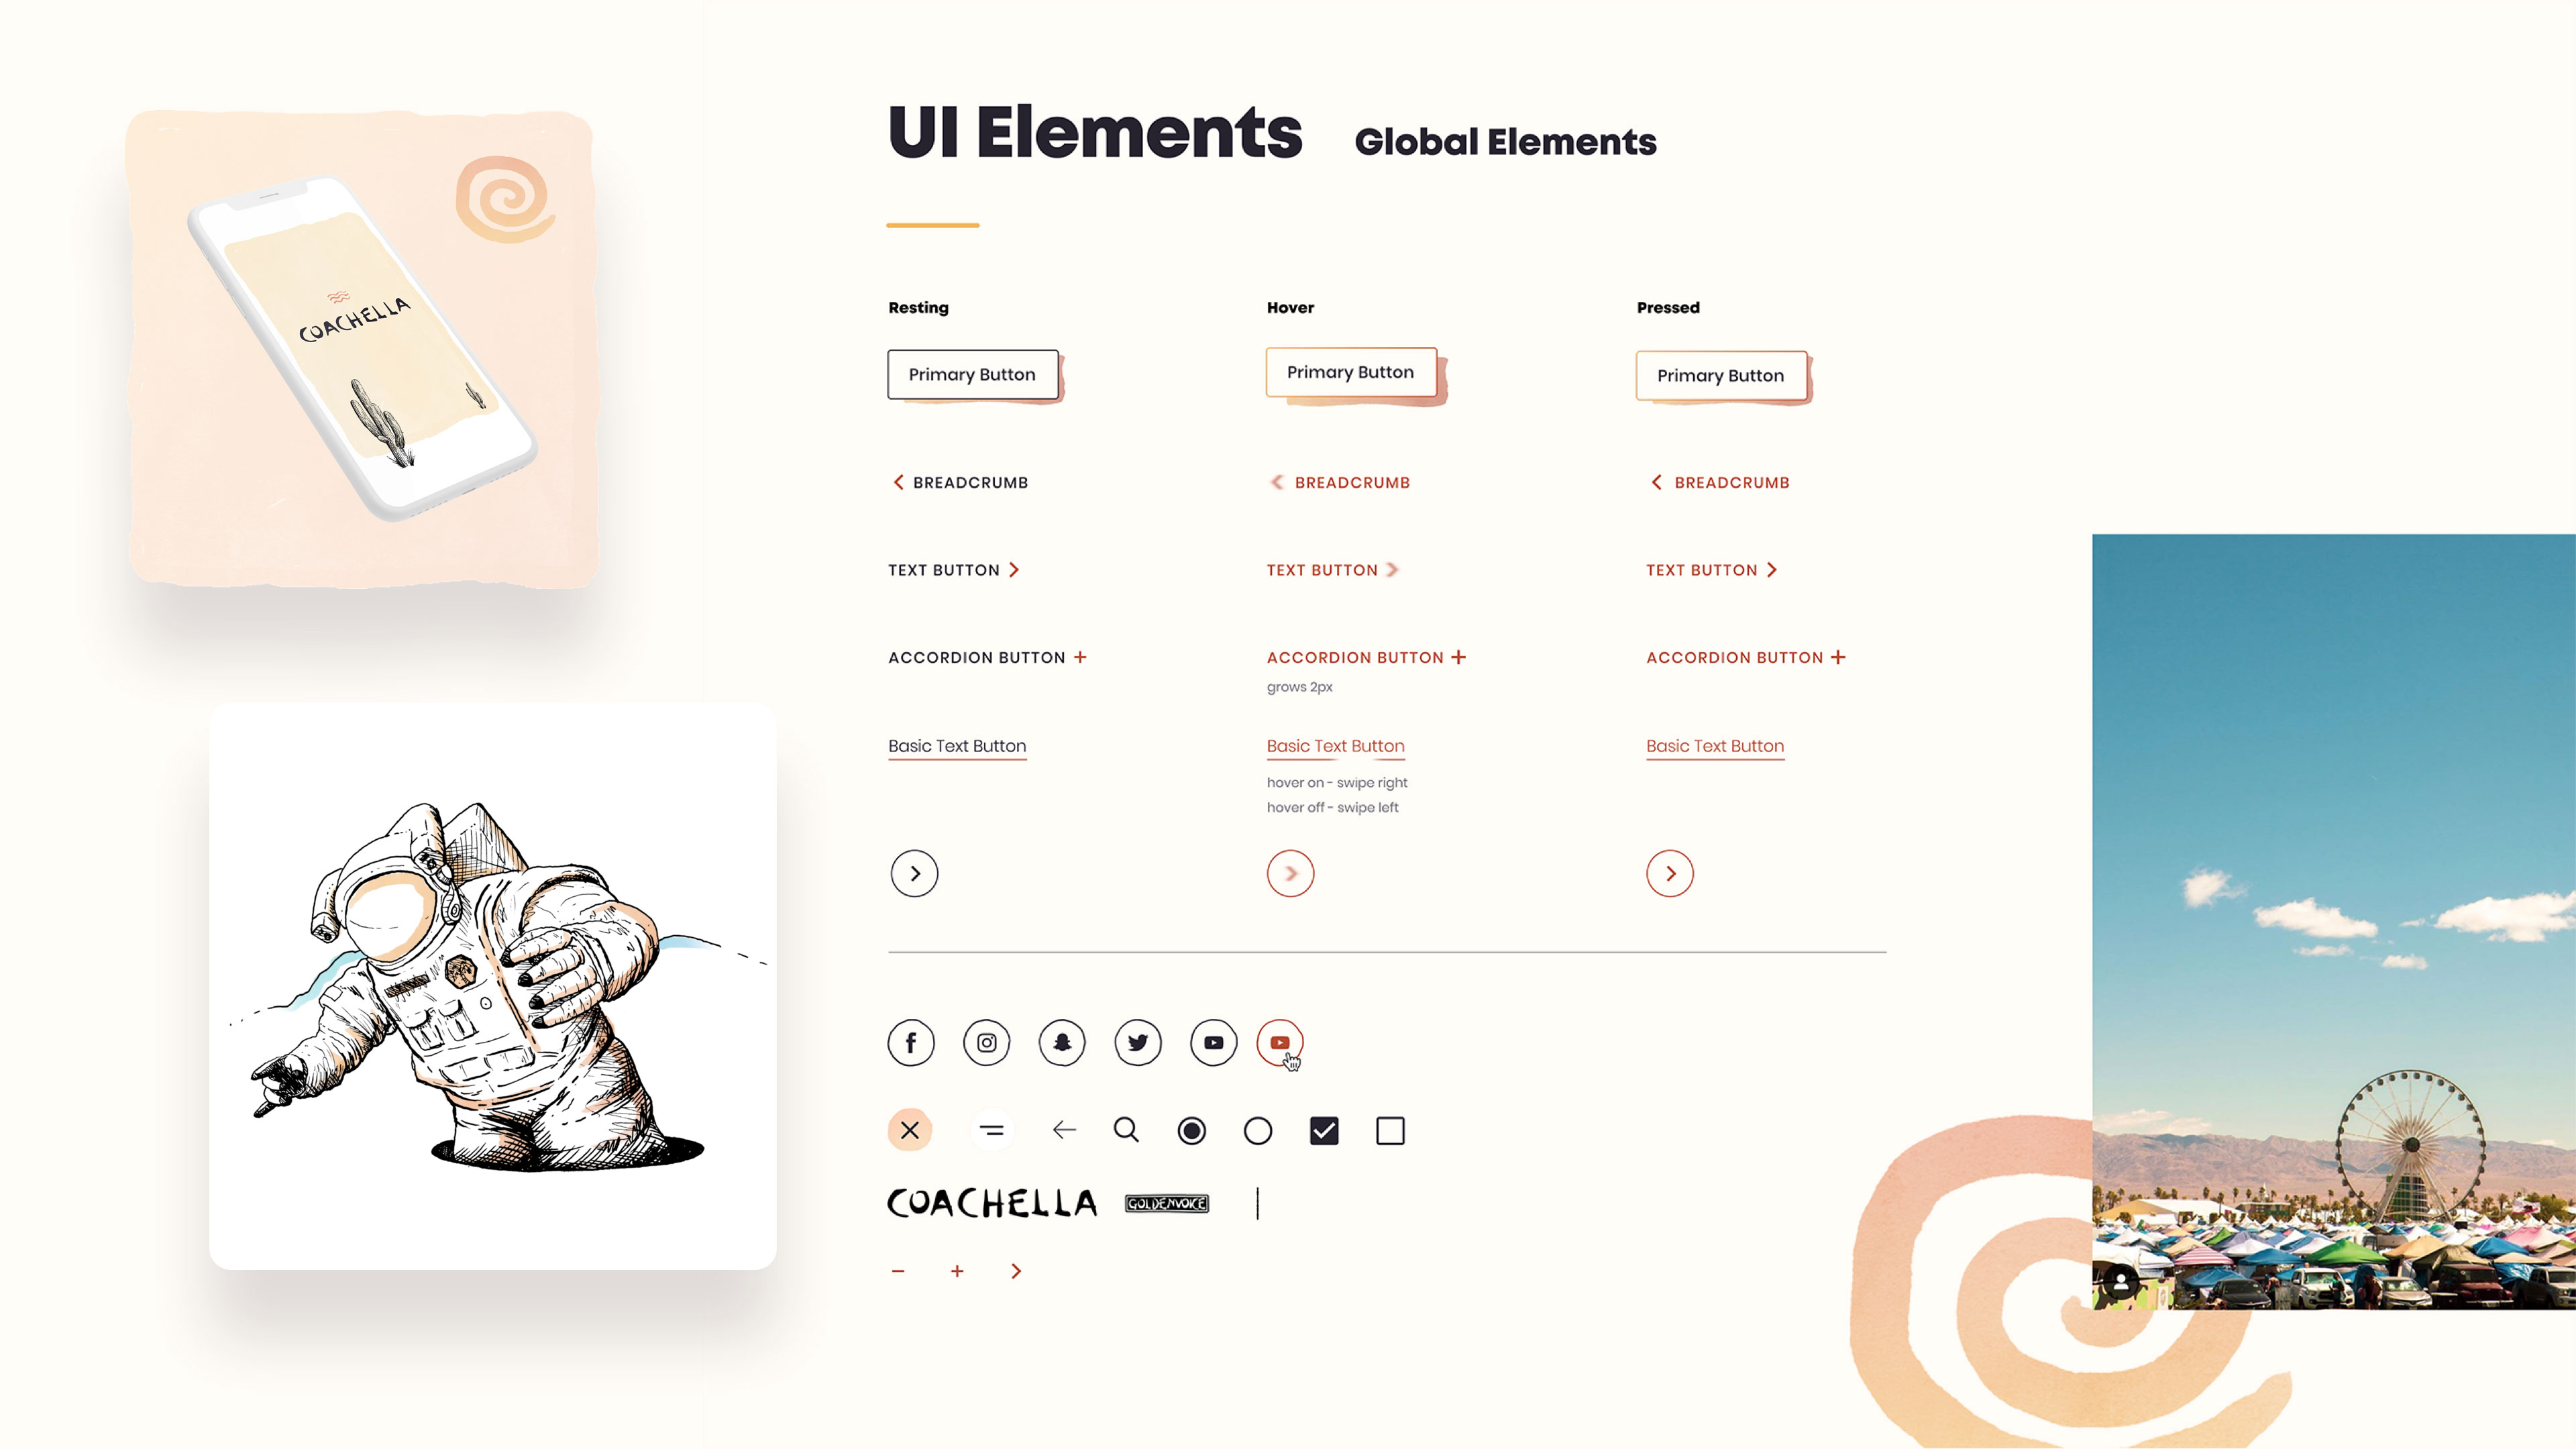 COACHELLA
UI Elements
Global Elements
Resting
Hover
Pressed
Primary Button
Primary Button
Primary Button
BREADCRUMB
BREADCRUMB
BREADCRUMB
TEXT BUTTON
TEXT BUTTON
TEXT BUTTON
ACCORDION BUTTON +
ACCORDION BUTTON +
ACCORDION BUTTON +
grows 2px
Basic Text Button
Basic Text Button
Basic Text Button
hover on - swipe right
hover off - swipe left
COACHELLA
GOLDENVOICE